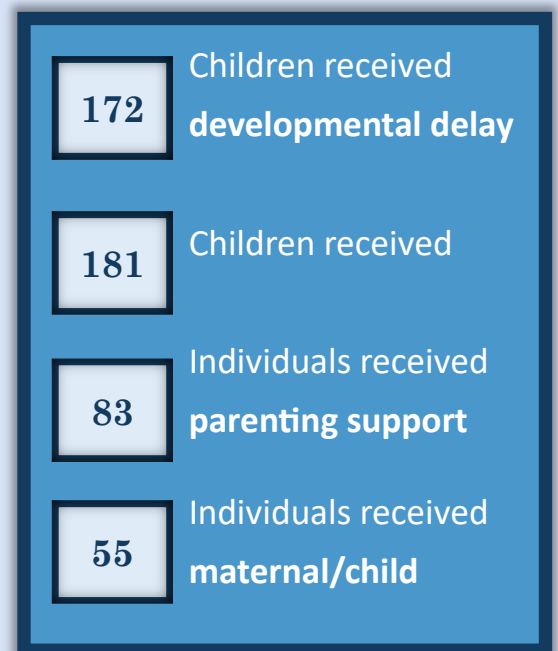 172
Children received
developmental delay
181
Children received
83
Individuals received
parenting support
55
Individuals received
maternal/child